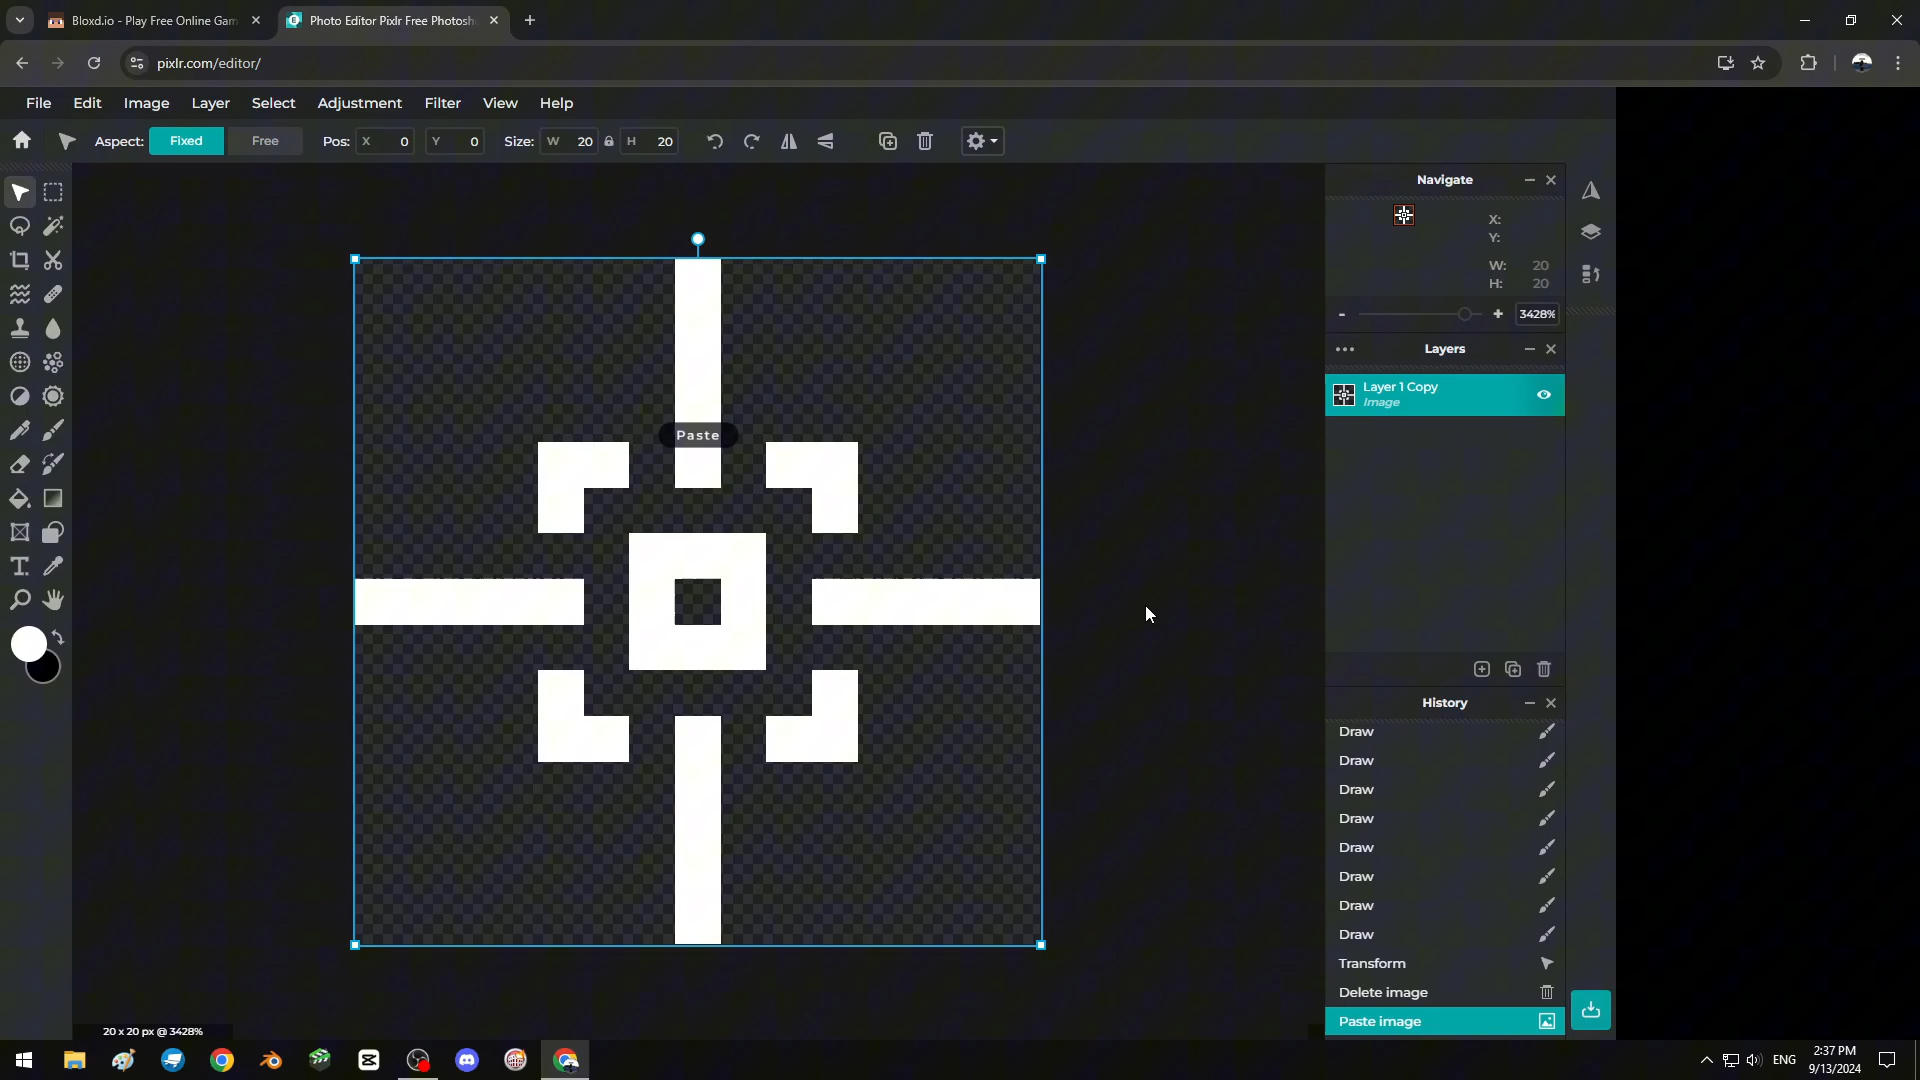 Bloxd.io - Play Free Online Gam
Photo Editor Pixlr Free Photosh
pixlr.com/editor/
File Edit Image Layer Select Adjustment Filter View Help
Aspect: Fixed Free Pos: X 0 Y 0 Size: W 20 H 20
Navigate
X:
Y:
W: 20
H: 20
- + 3428%
Layers
Layer 1 Copy
Image
Paste
History
Draw
Draw
Draw
Draw
Draw
Draw
Draw
Draw
Transform
Delete image
Paste image
20 x 20 px @ 3428%
ENG
2:37 PM
9/13/2024